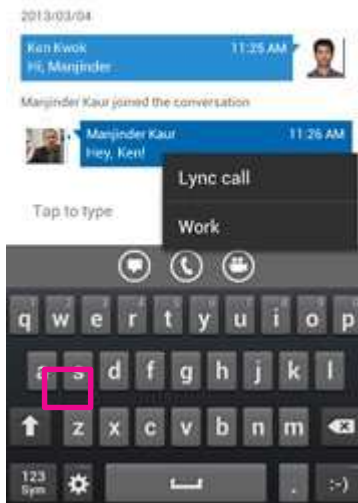 2013/03/04
Ken Kwok 11:25 AM
Hi, Manjinder
Manjinder Kaur joined the conversation
Manjinder Kaur 11:26 AM
Hey, Ken!
Lync call
Tap to type
Work
q w e r t y u i o p
a s d f g h j k l
z x c v b n m
123
Sym . :-)